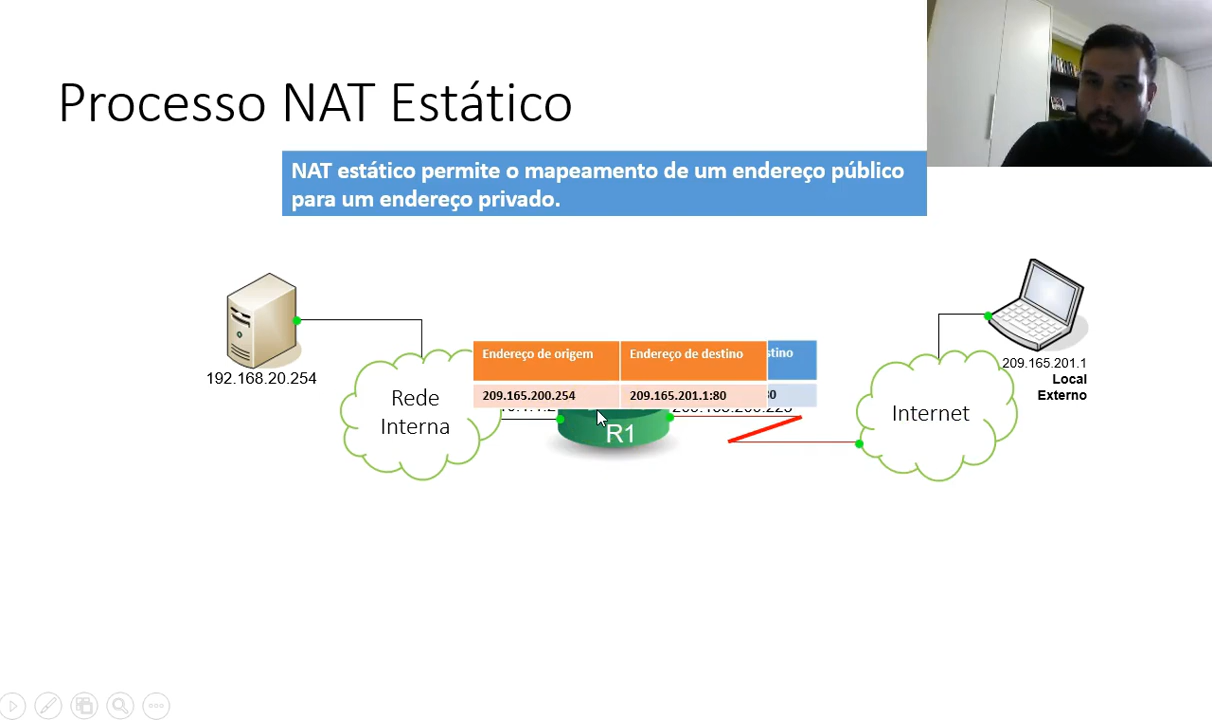 Processo NAT Estático
NAT estático permite o mapeamento de um endereço público
para um endereço privado.
192.168.20.254
Rede
Interna
Endereço de origem
Endereço de destino
209.165.200.254
209.165.201.1:80
R1
Internet
209.165.201.1
Local
Externo